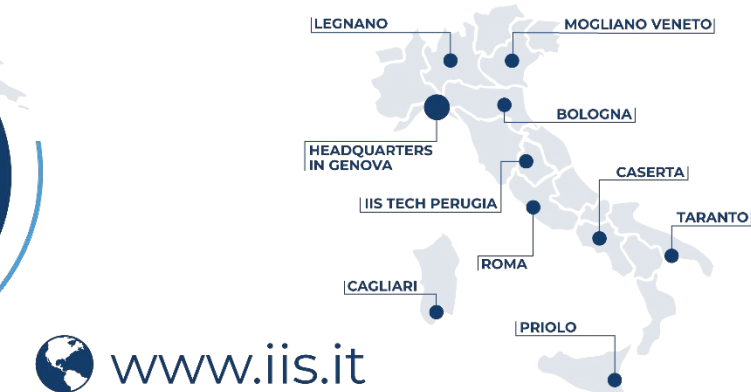 LEGNANO
MOGLIANO VENETO
BOLOGNA
HEADQUARTERS
IN GENOVA
CASERTA
IIS TECH PERUGIA
TARANTO
ROMA
CAGLIARI
PRIOLO
www.iis.it